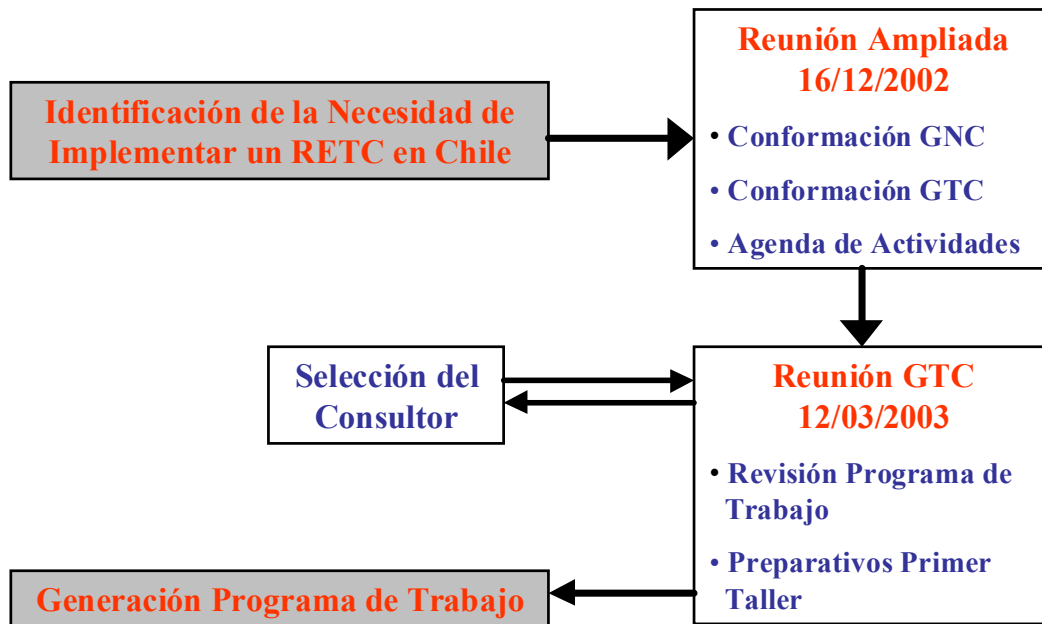 Identificación de la Necesidad de
Implementar un RETC en Chile
Reunión Ampliada
16/12/2002
• Conformación GNC
• Conformación GTC
• Agenda de Actividades
Selección del
Consultor
Reunión GTC
12/03/2003
• Revisión Programa de
Trabajo
• Preparativos Primer
Taller
Generación Programa de Trabajo